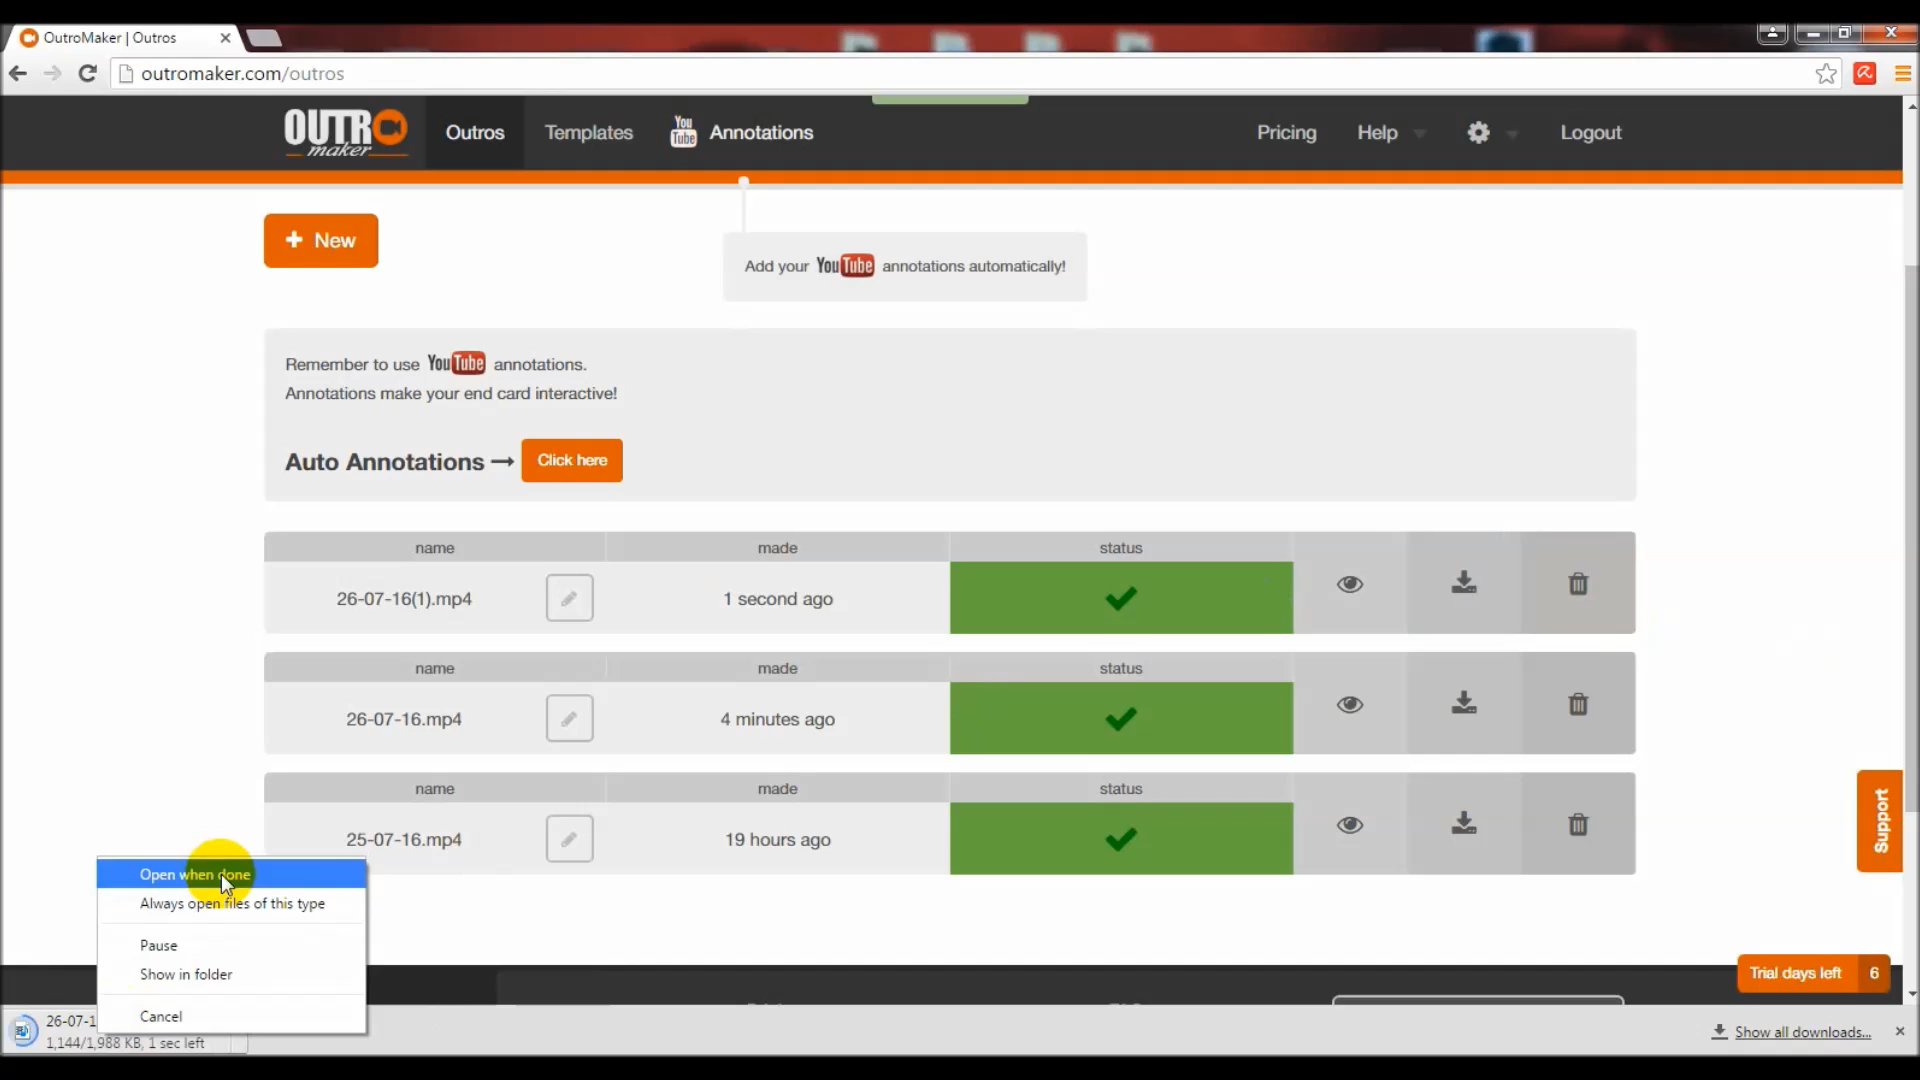 OutroMaker | Outros
outromaker.com/outros
OUTRO
maker
Outros
Templates
You Tube Annotations
Pricing
Help
Logout
+ New
Add your YouTube annotations automatically!
Remember to use YouTube annotations.
Annotations make your end card interactive!
Auto Annotations → Click here
name made status
26-07-16(1).mp4 1 second ago
name made status
26-07-16.mp4 4 minutes ago
name made status
25-07-16.mp4 19 hours ago
Support
Open when done
Always open files of this type
Pause
Show in folder
Cancel
Trial days left 6
26-07-1
1,144/1,988 KB, 1 sec left
Show all downloads...